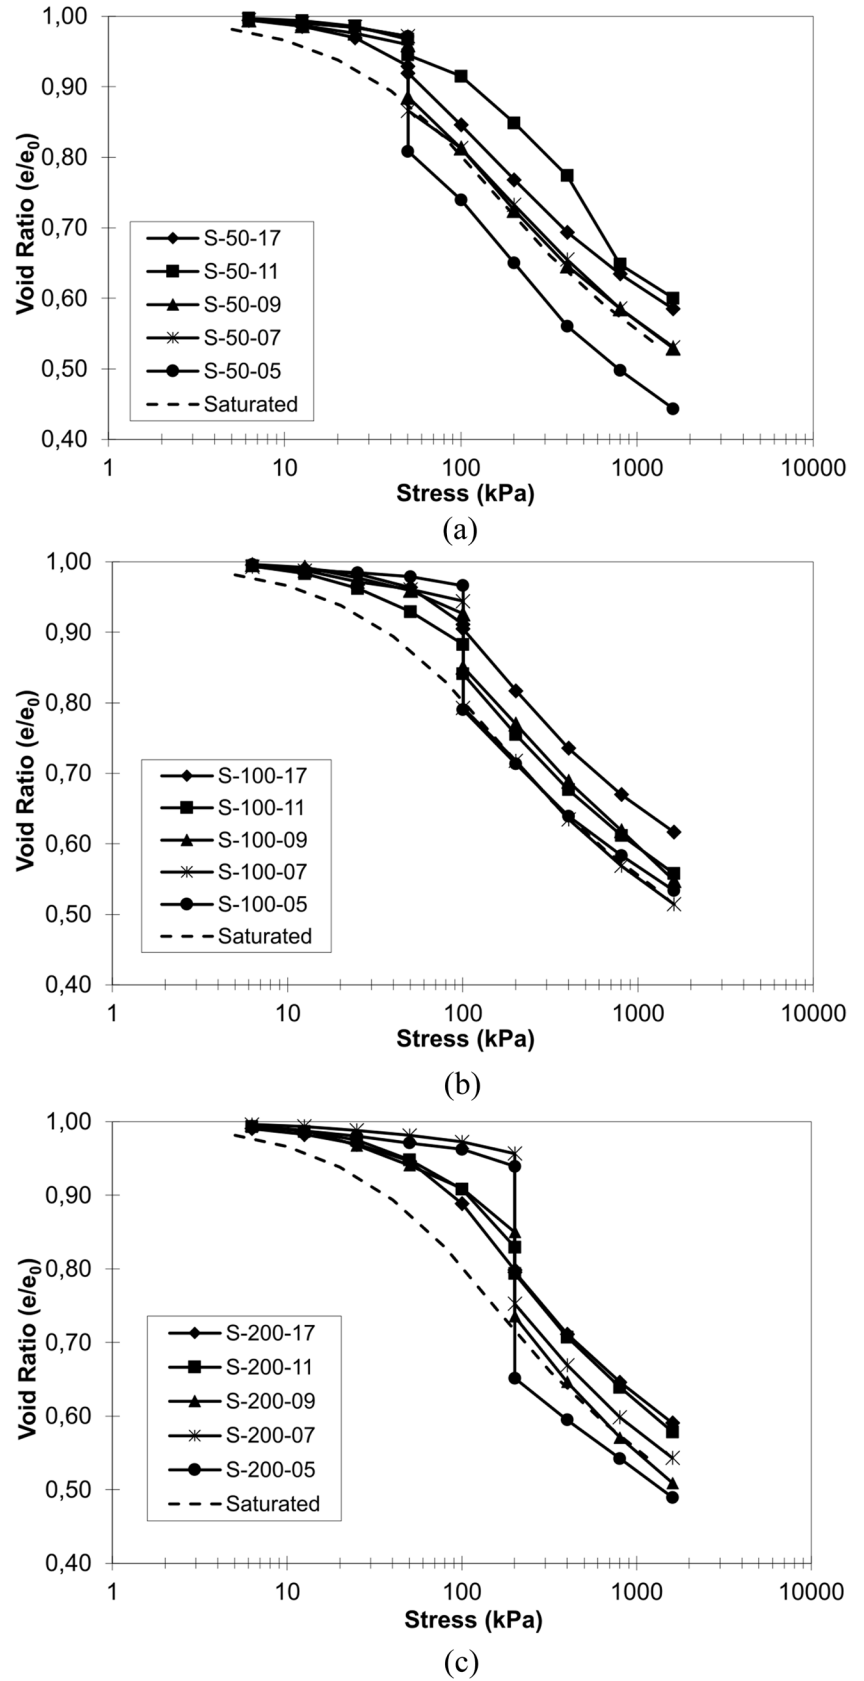 1,00
0,90
0,80
0,70
0,60
0,50
0,40
Void Ratio (e/e0)
S-50-17
S-50-11
S-50-09
S-50-07
S-50-05
Saturated
1 10 100 1000 10000
Stress (kPa)
(a)
1,00
0,90
0,80
0,70
0,60
0,50
0,40
Void Ratio (e/e0)
S-100-17
S-100-11
S-100-09
S-100-07
S-100-05
Saturated
1 10 100 1000 10000
Stress (kPa)
(b)
1,00
0,90
0,80
0,70
0,60
0,50
0,40
Void Ratio (e/e0)
S-200-17
S-200-11
S-200-09
S-200-07
S-200-05
Saturated
1 10 100 1000 10000
Stress (kPa)
(c)